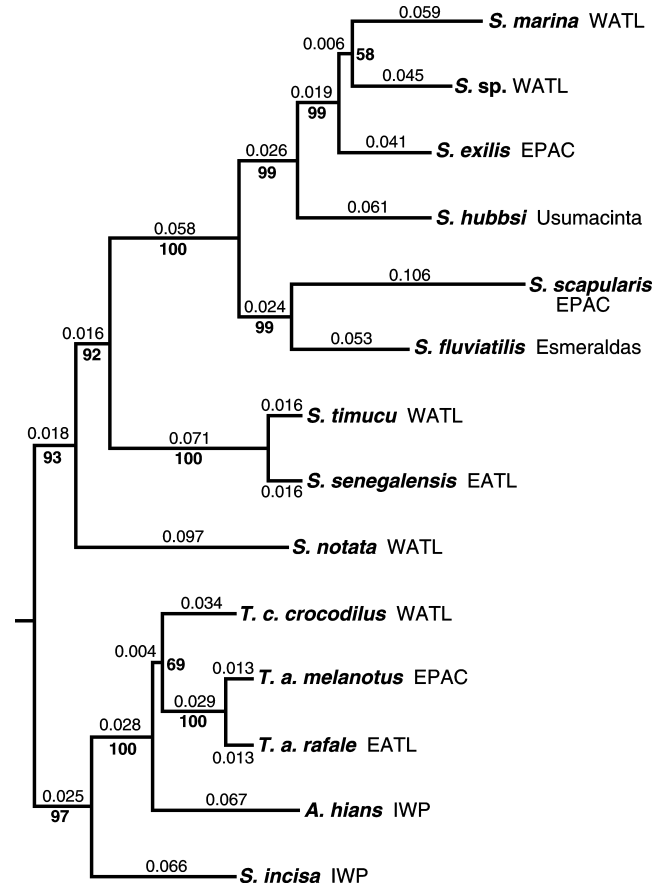 0.059
S. marina WATL
0.006
58
0.045
S. sp. WATL
0.019
99
0.041
S. exilis EPAC
0.026
99
0.061
S. hubbsi Usumacinta
0.058
100
0.106
S. scapularis
EPAC
0.024
99
0.053
S. fluviatilis Esmeraldas
0.016
92
0.016
S. timucu WATL
0.071
100
0.016
S. senegalensis EATL
0.018
93
0.097
S. notata WATL
0.034
T. c. crocodilus WATL
0.004
69
0.013
T. a. melanotus EPAC
0.029
100
0.013
T. a. rafale EATL
0.028
100
0.067
A. hians IWP
0.025
97
0.066
S. incisa IWP